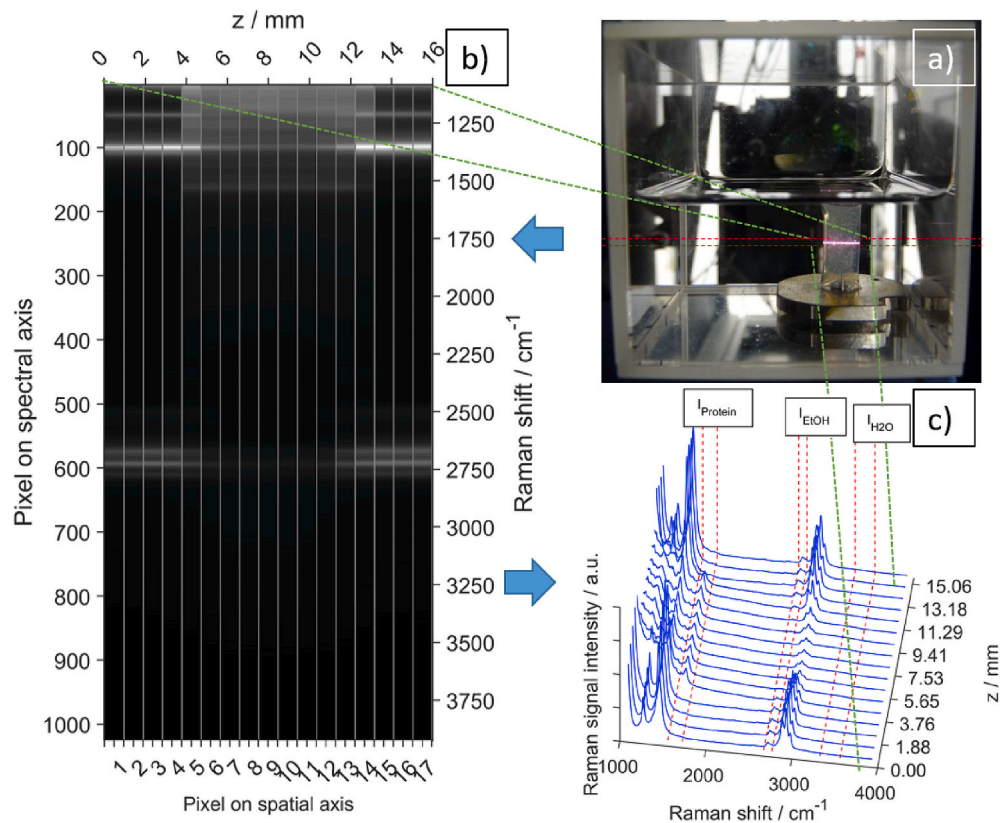 z / mm
0 2 4 6 8 10 12 14 16
b)
a)
100
200
300
400
500
600
700
800
900
1000
Pixel on spectral axis
1250
1500
1750
2000
2250
2500
2750
3000
3250
3500
3750
Raman shift / cm-1
1 2 3 4 5 6 7 8 9 10 11 12 13 14 15 16 17
Pixel on spatial axis
IProtein
IEtOH
IH2O
c)
Raman signal intensity / a.u.
15.06
13.18
11.29
9.41
7.53
5.65
3.76
1.88
0.00
z / mm
1000 2000 3000 4000
Raman shift / cm-1